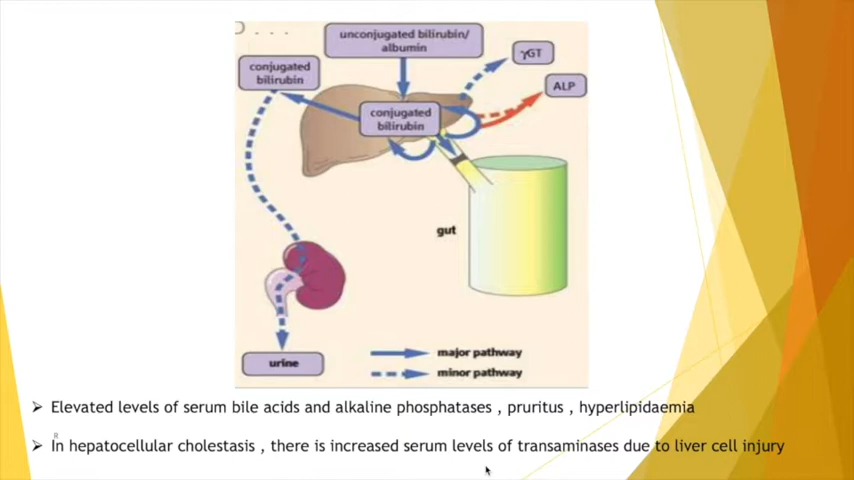 unconjugated bilirubin/
albumin
γGT
conjugated
bilirubin
ALP
conjugated
bilirubin
gut
major pathway
urine
minor pathway
➢ Elevated levels of serum bile acids and alkaline phosphatases , pruritus , hyperlipidaemia
➢ In hepatocellular cholestasis , there is increased serum levels of transaminases due to liver cell injury